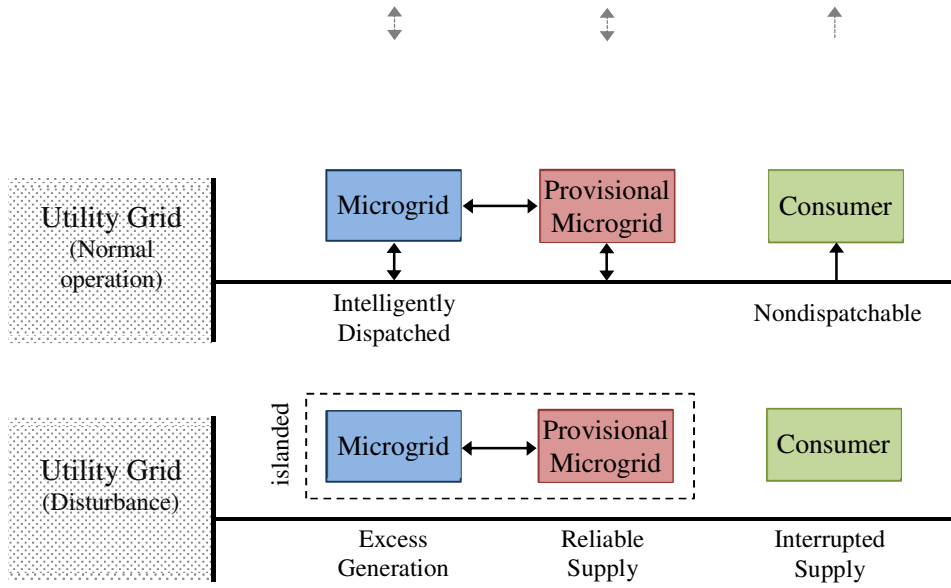 Utility Grid
(Normal
operation)
Microgrid
Provisional
Microgrid
Consumer
Intelligently
Dispatched
Nondispatchable
Utility Grid
(Disturbance)
islanded
Microgrid
Provisional
Microgrid
Consumer
Excess
Generation
Reliable
Supply
Interrupted
Supply